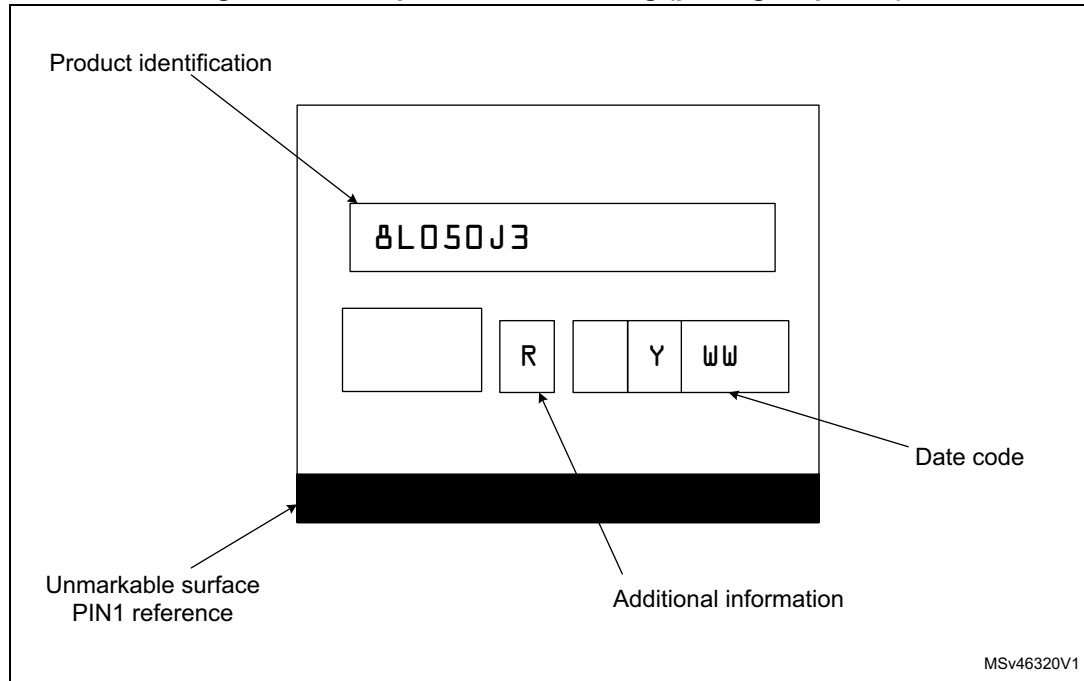 Product identification
8L050J3
R Y WW
Date code
Unmarkable surface
PIN1 reference
Additional information
MSv46320V1